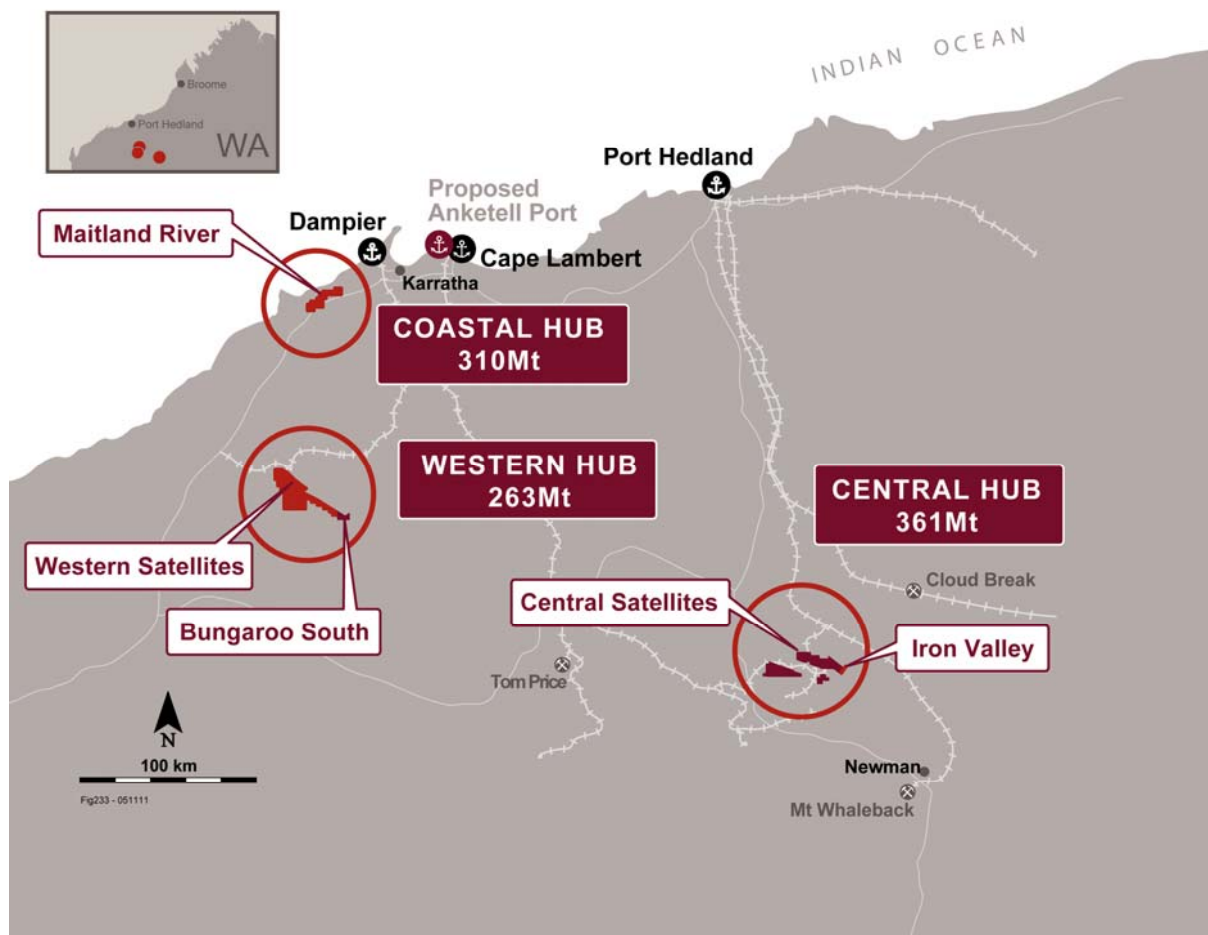 INDIAN OCEAN
Broome
Port Hedland
WA
Port Hedland
Proposed
Anketell Port
Dampier
Maitland River
Cape Lambert
Karratha
COASTAL HUB
310Mt
WESTERN HUB
263Mt
CENTRAL HUB
361Mt
Western Satellites
Bungaroo South
Cloud Break
Central Satellites
Iron Valley
Tom Price
N
100 km
Newman
Mt Whaleback
Fig233 - 051111